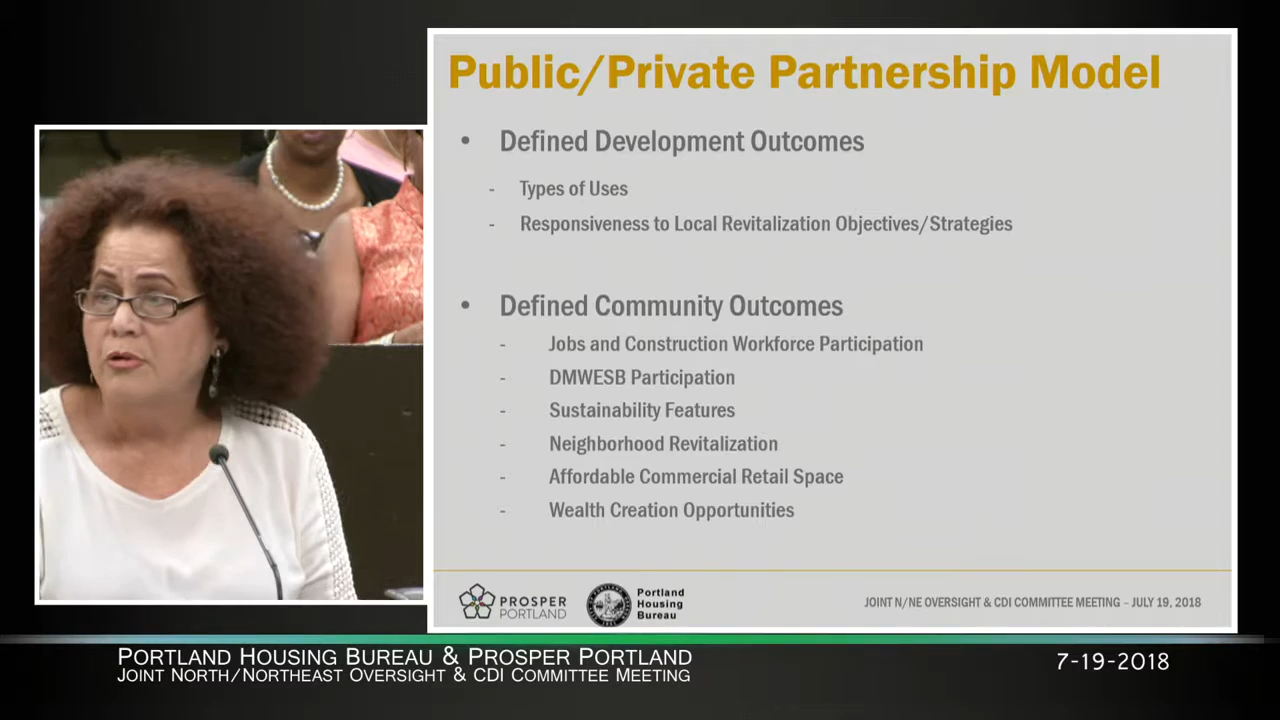 Public/Private Partnership Model
• Defined Development Outcomes
- Types of Uses
- Responsiveness to Local Revitalization Objectives/Strategies
• Defined Community Outcomes
- Jobs and Construction Workforce Participation
- DMWESB Participation
- Sustainability Features
- Neighborhood Revitalization
- Affordable Commercial Retail Space
- Wealth Creation Opportunities
PROSPER
PORTLAND
Portland
Housing
Bureau
JOINT N/NE OVERSIGHT & CDI COMMITTEE MEETING – JULY 19, 2018
PORTLAND HOUSING BUREAU & PROSPER PORTLAND
JOINT NORTH/NORTHEAST OVERSIGHT & CDI COMMITTEE MEETING
7-19-2018